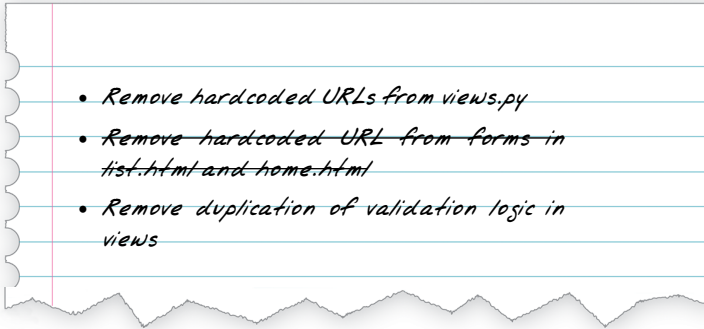 • Remove hardcoded URLs from views.py
• Remove hardcoded URL from forms in
list.html and home.html
• Remove duplication of validation logic in
views